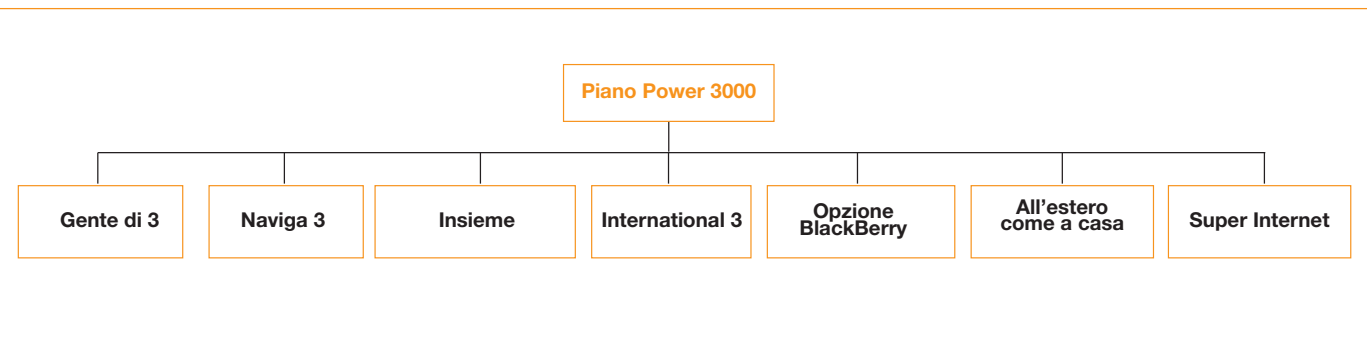 Piano Power 3000
Gente di 3
Naviga 3
Insieme
International 3
Opzione
BlackBerry
All’estero
come a casa
Super Internet